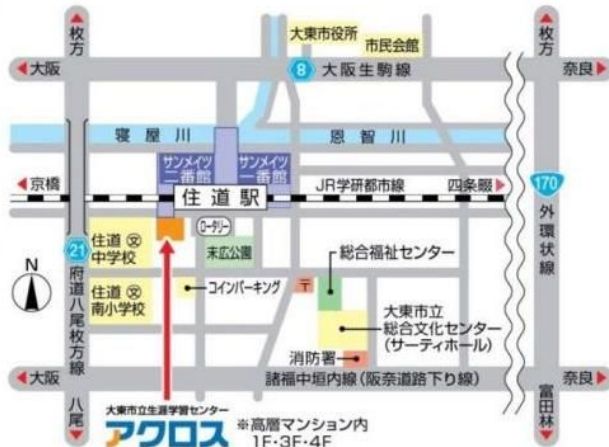 枚方
枚方
大東市役所
市民会館
大阪
8
大阪生駒線
奈良
寝屋川
恩智川
サンメイツ
二番館
サンメイツ
一番館
京橋
住道駅
JR学研都市線
四条畷
170
外環状線
住道 文
中学校
ロータリー
末広公園
21
府道八尾枚方線
N
住道 文
南小学校
コインパーキング
〒
総合福祉センター
大東市立
総合文化センター
(サーティホール)
消防署
大阪
諸福中垣内線(阪奈道路下り線)
奈良
八尾
富田林
大東市立生涯学習センター
アクロス
※高層マンション内
1F・3F・4F